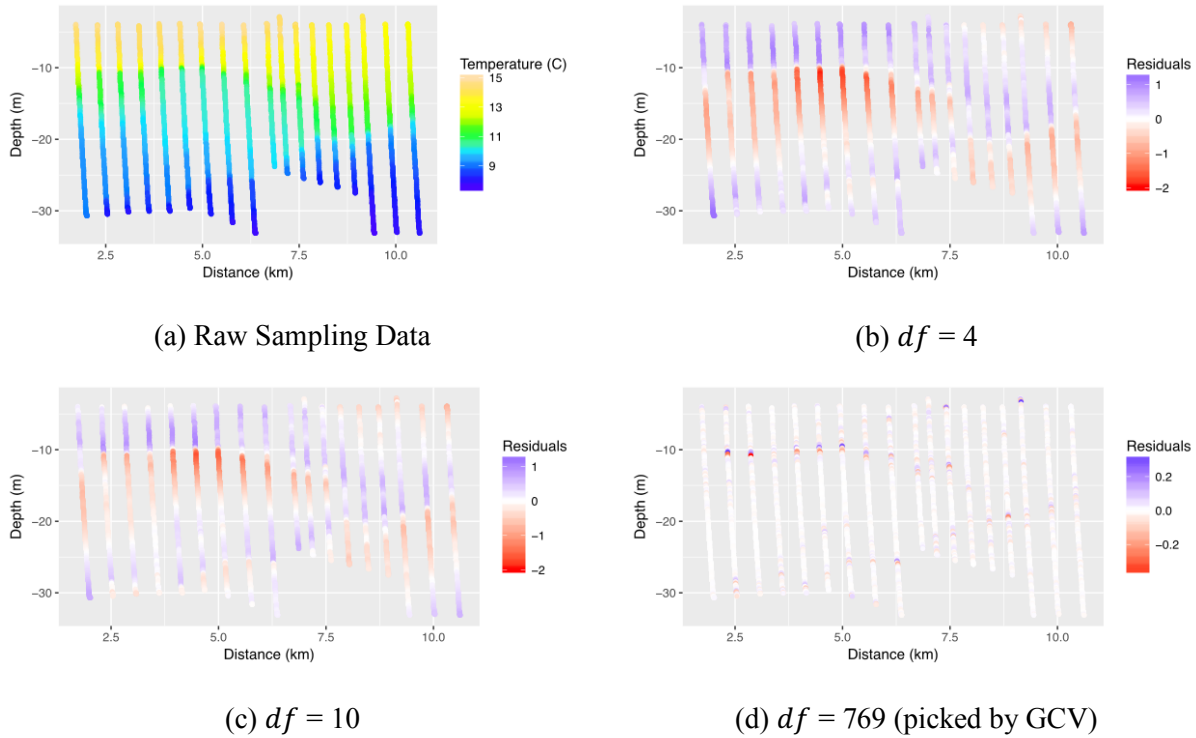 Temperature (C)
15
13
11
9
Depth (m)
−10
−20
−30
2.5
5.0
7.5
10.0
Distance (km)
(a) Raw Sampling Data
Residuals
1
0
−1
−2
Depth (m)
−10
−20
−30
2.5
5.0
7.5
10.0
Distance (km)
(b) df = 4
Residuals
1
0
−1
−2
Depth (m)
−10
−20
−30
2.5
5.0
7.5
10.0
Distance (km)
(c) df = 10
Residuals
0.2
0.0
−0.2
Depth (m)
−10
−20
−30
2.5
5.0
7.5
10.0
Distance (km)
(d) df = 769 (picked by GCV)